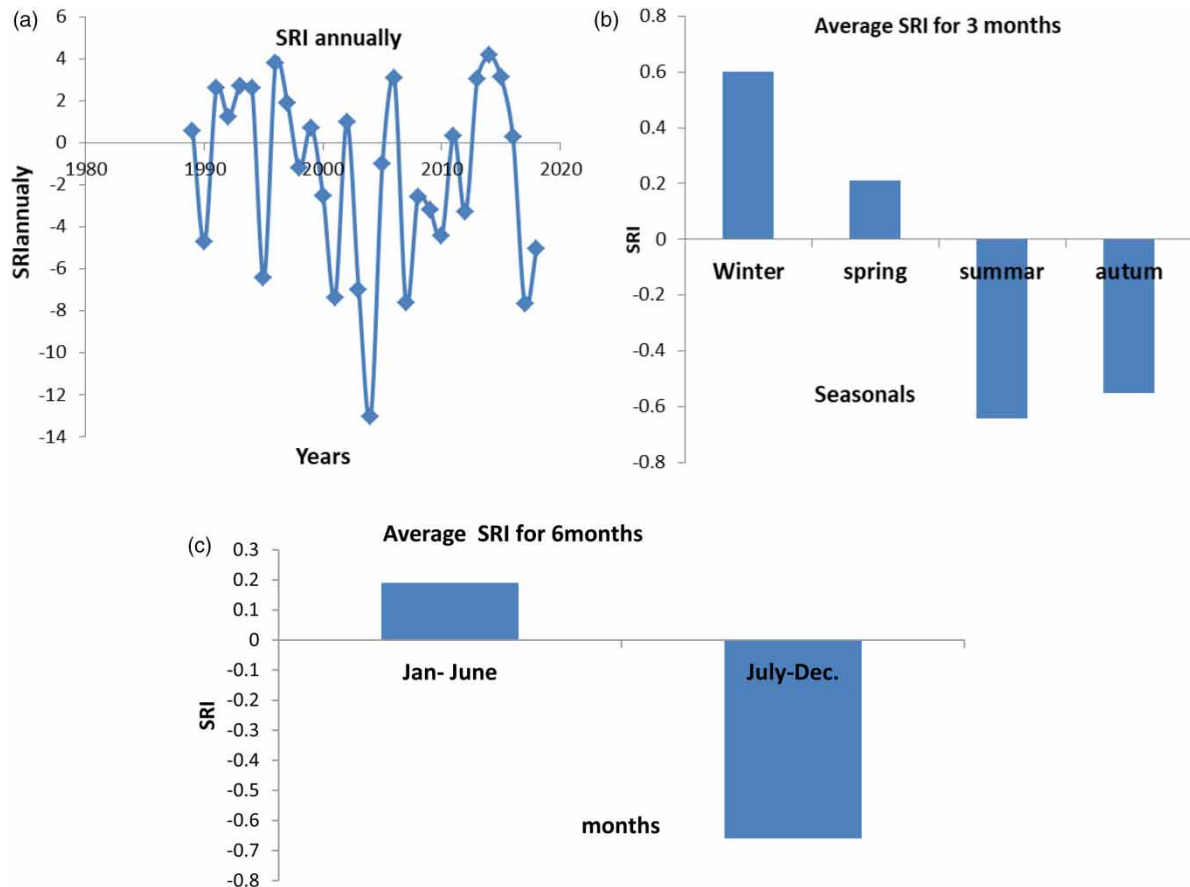 (a)
SRI annually
6
4
2
0
-2
-4
-6
-8
-10
-12
-14
1980 1990 2000 2010 2020
SRIannualy
Years
(b)
Average SRI for 3 months
0.8
0.6
0.4
0.2
0
-0.2
-0.4
-0.6
-0.8
SRI
Winter spring summar autum
Seasonals
(c)
Average SRI for 6months
0.3
0.2
0.1
0
-0.1
-0.2
-0.3
-0.4
-0.5
-0.6
-0.7
-0.8
SRI
Jan- June July-Dec.
months